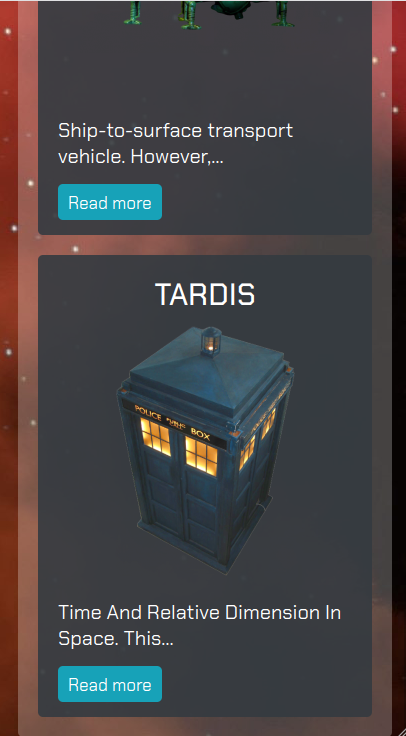 Ship-to-surface transport
vehicle. However,...
Read more
TARDIS
POLICE BOX
Time And Relative Dimension In
Space. This...
Read more